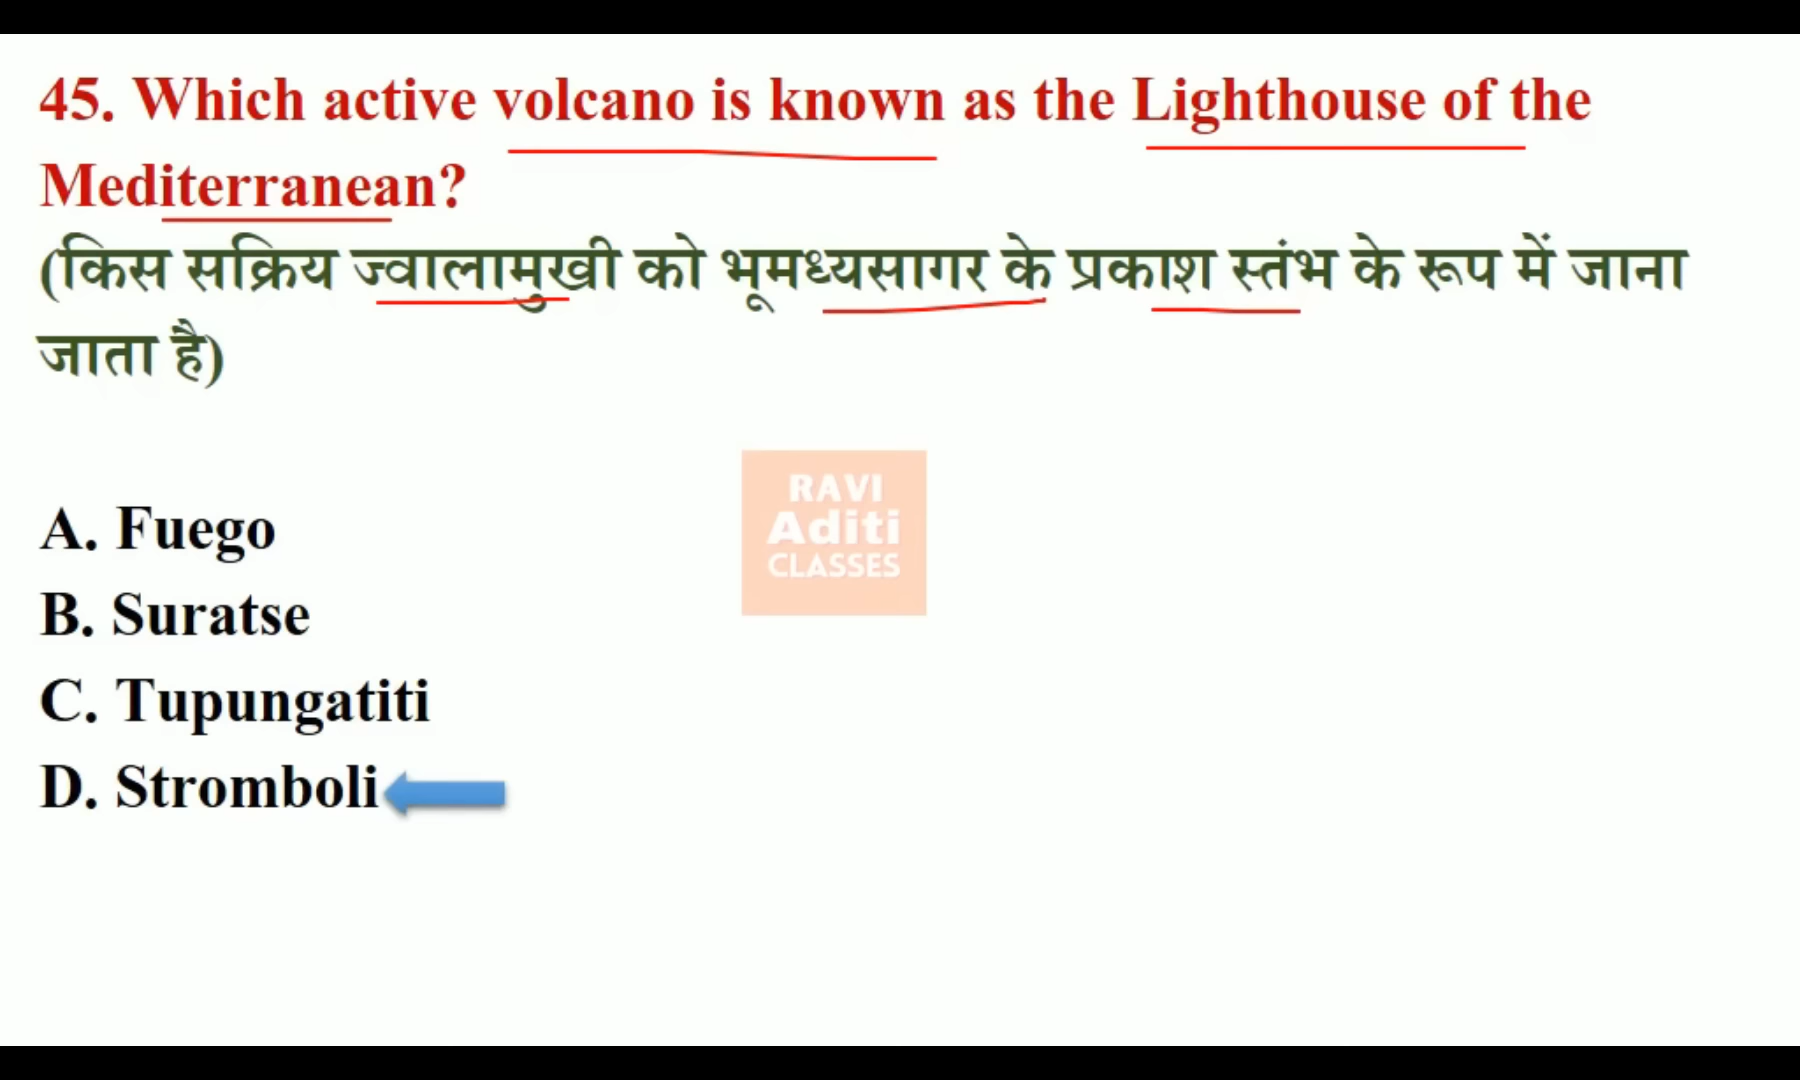 45. Which active volcano is known as the Lighthouse of the
Mediterranean?
(किस सक्रिय ज्वालामुखी को भूमध्यसागर के प्रकाश स्तंभ के रूप में जाना
जाता है)
RAVI
Aditi
CLASSES
A. Fuego
B. Suratse
C. Tupungatiti
D. Stromboli